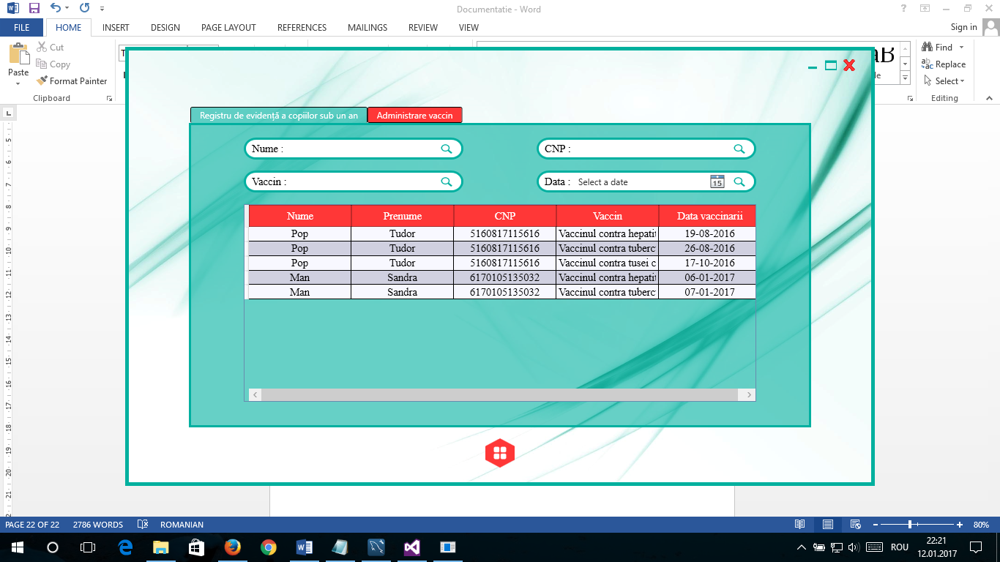 Documentatie - Word
FILE HOME INSERT DESIGN PAGE LAYOUT REFERENCES MAILINGS REVIEW VIEW Sign in
Paste
Cut
Copy
Format Painter
Clipboard
Find
Replace
Select
Editing
Registru de evidență a copiilor sub un an Administrare vaccin
Nume : CNP :
Vaccin : Data : Select a date 15
Nume Prenume CNP Vaccin Data vaccinarii
Pop Tudor 5160817115616 Vaccinul contra hepatit 19-08-2016
Pop Tudor 5160817115616 Vaccinul contra tuberc 26-08-2016
Pop Tudor 5160817115616 Vaccinul contra tusei c 17-10-2016
Man Sandra 6170105135032 Vaccinul contra hepatit 06-01-2017
Man Sandra 6170105135032 Vaccinul contra tuberc 07-01-2017
PAGE 22 OF 22 2786 WORDS ROMANIAN 80%
ROU 22:21
12.01.2017